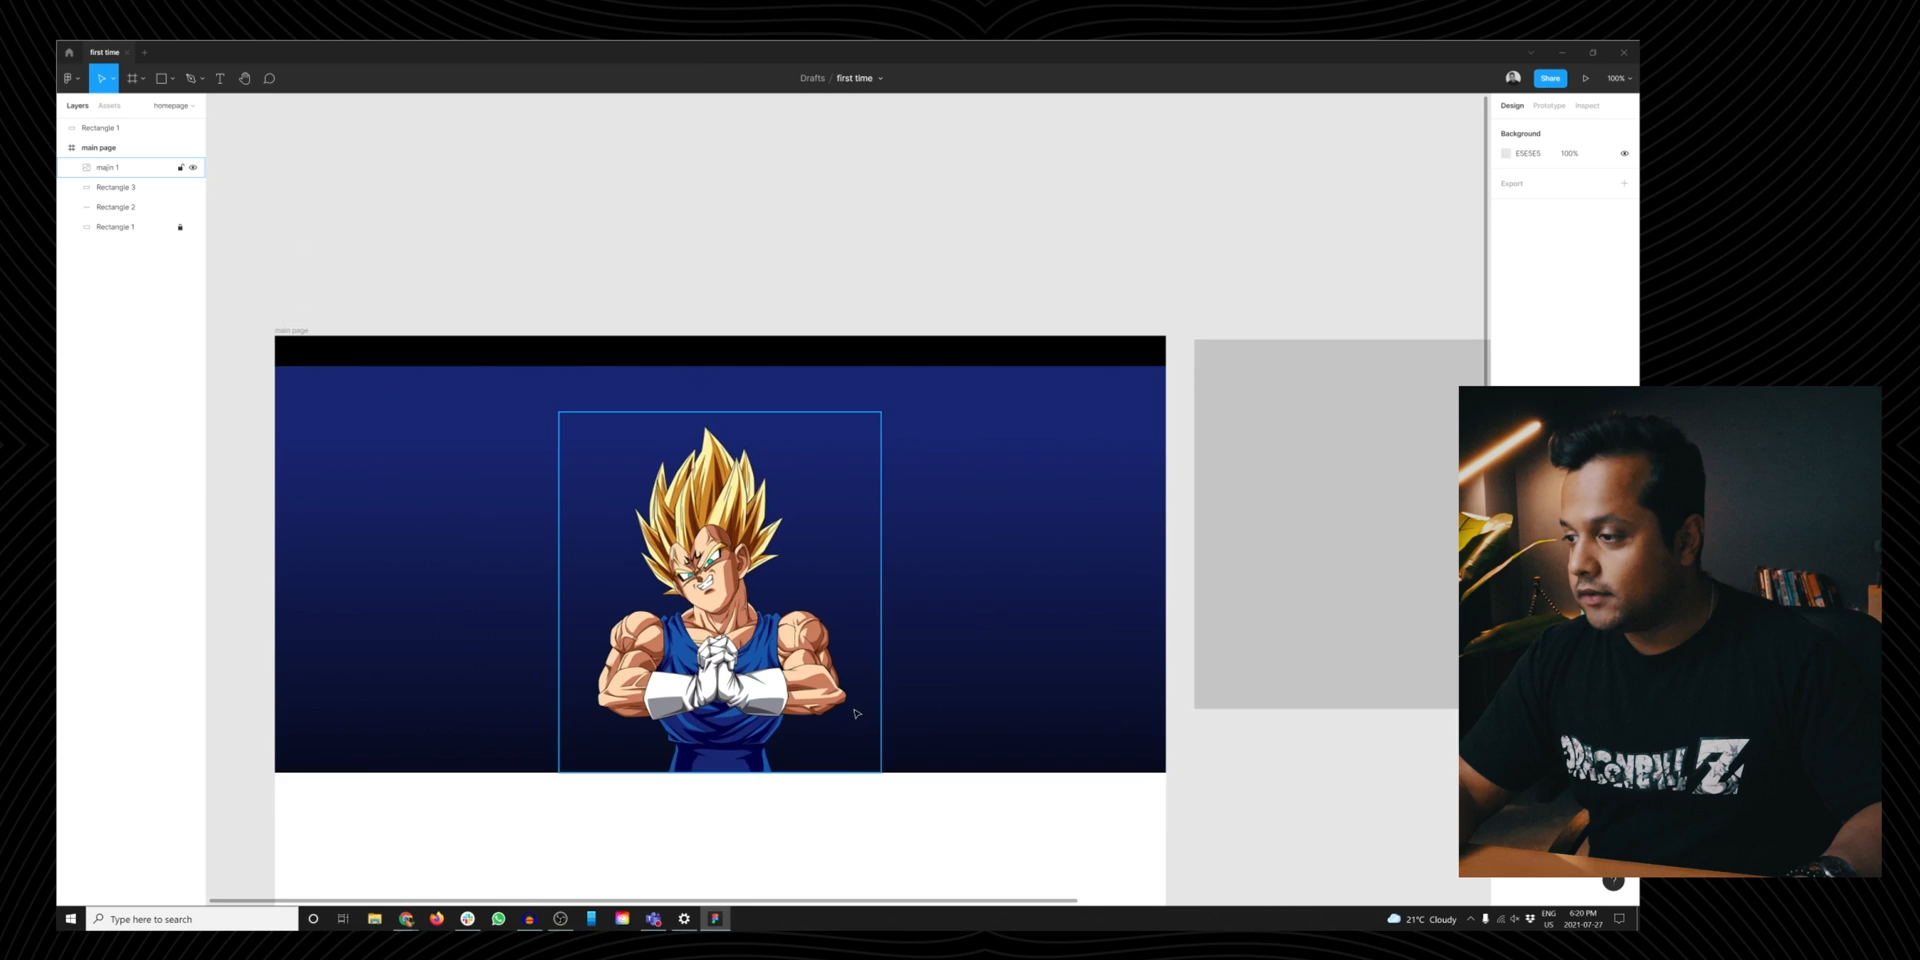 first time
Drafts / first time
Share
100%
Layers
Assets
homepage
Design
Prototype
Inspect
Rectangle 1
main page
majin 1
Rectangle 3
Rectangle 2
Rectangle 1
Background
E5E5E5
100%
Export
main page
DRAGONBALL Z
?
Type here to search
21°C Cloudy
ENG
US
6:20 PM
2021-07-27